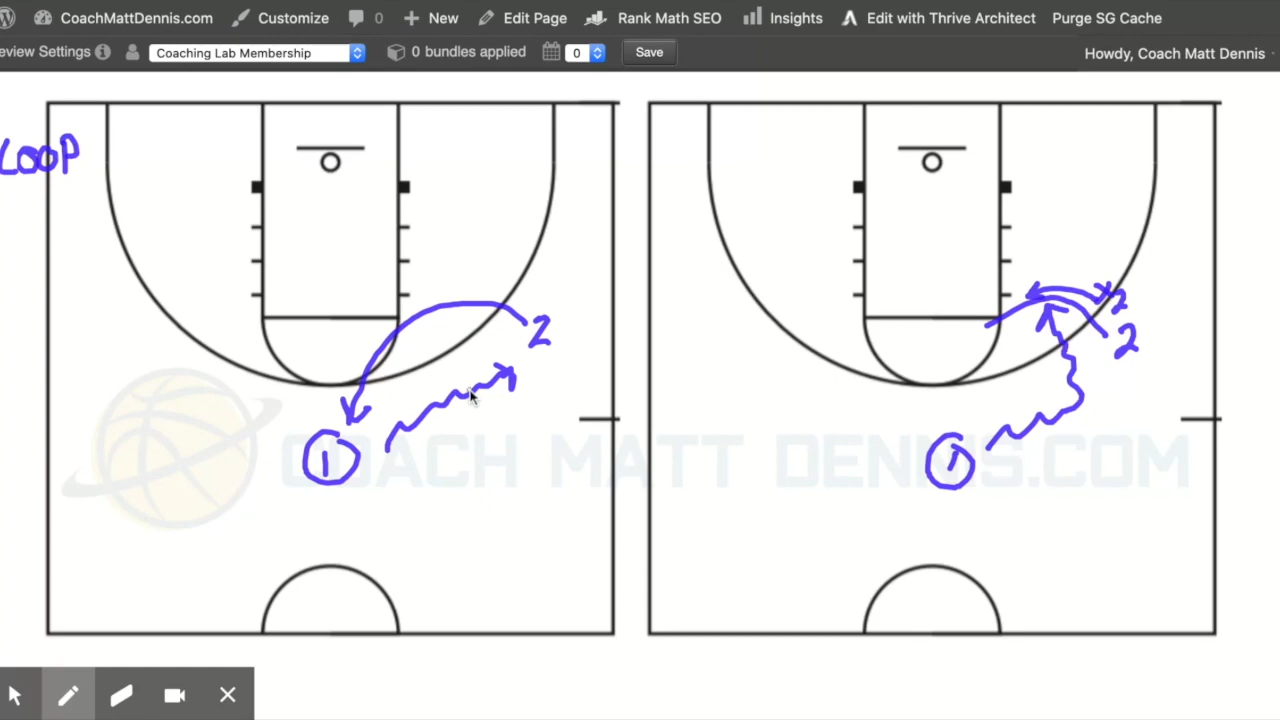 CoachMattDennis.com Customize 0 New Edit Page Rank Math SEO Insights Edit with Thrive Architect Purge SG Cache
eview Settings Coaching Lab Membership 0 bundles applied 0 Save Howdy, Coach Matt Dennis
LOOP
2
2
2
1
1
COACH MATT DENNIS.COM